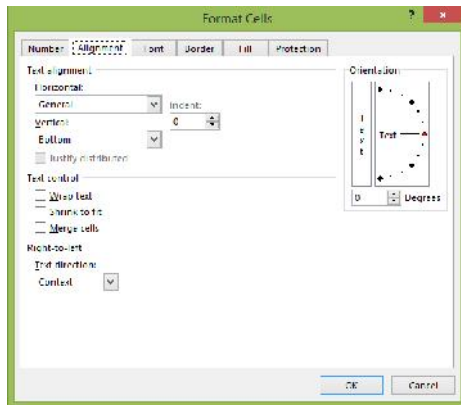 Format Cells ?
Number Alignment Font Border Fill Protection
Text alignment
Horizontal:
General
Indent:
Vertical:
0
Bottom
Justify distributed
Text control
Wrap text
Shrink to fit
Merge cells
Right-to-left
Text direction:
Context
Orientation
T
e
x
t
Text
0 Degrees
OK Cancel